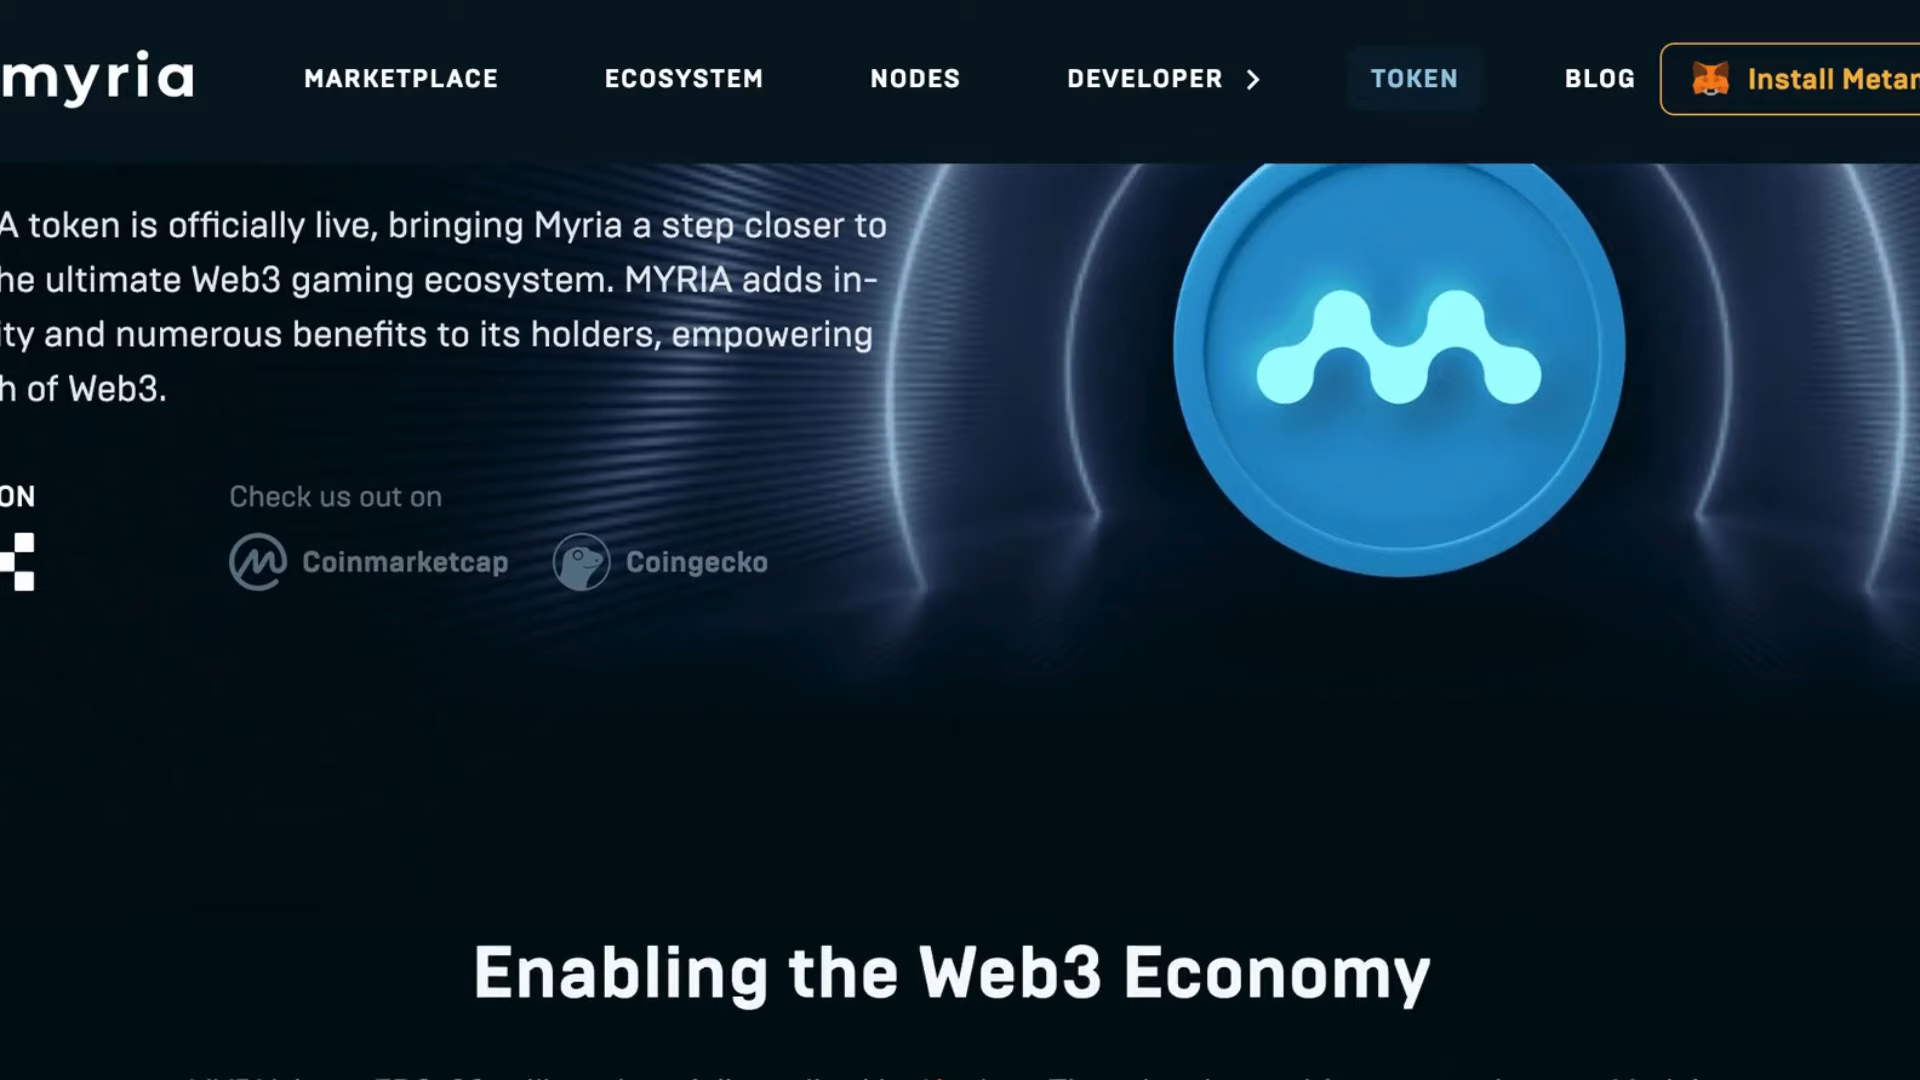 myria
MARKETPLACE
ECOSYSTEM
NODES
DEVELOPER
TOKEN
BLOG
Install Metam
A token is officially live, bringing Myria a step closer to
he ultimate Web3 gaming ecosystem. MYRIA adds in-
ity and numerous benefits to its holders, empowering
h of Web3.
ON
Check us out on
Coinmarketcap
Coingecko
Enabling the Web3 Economy